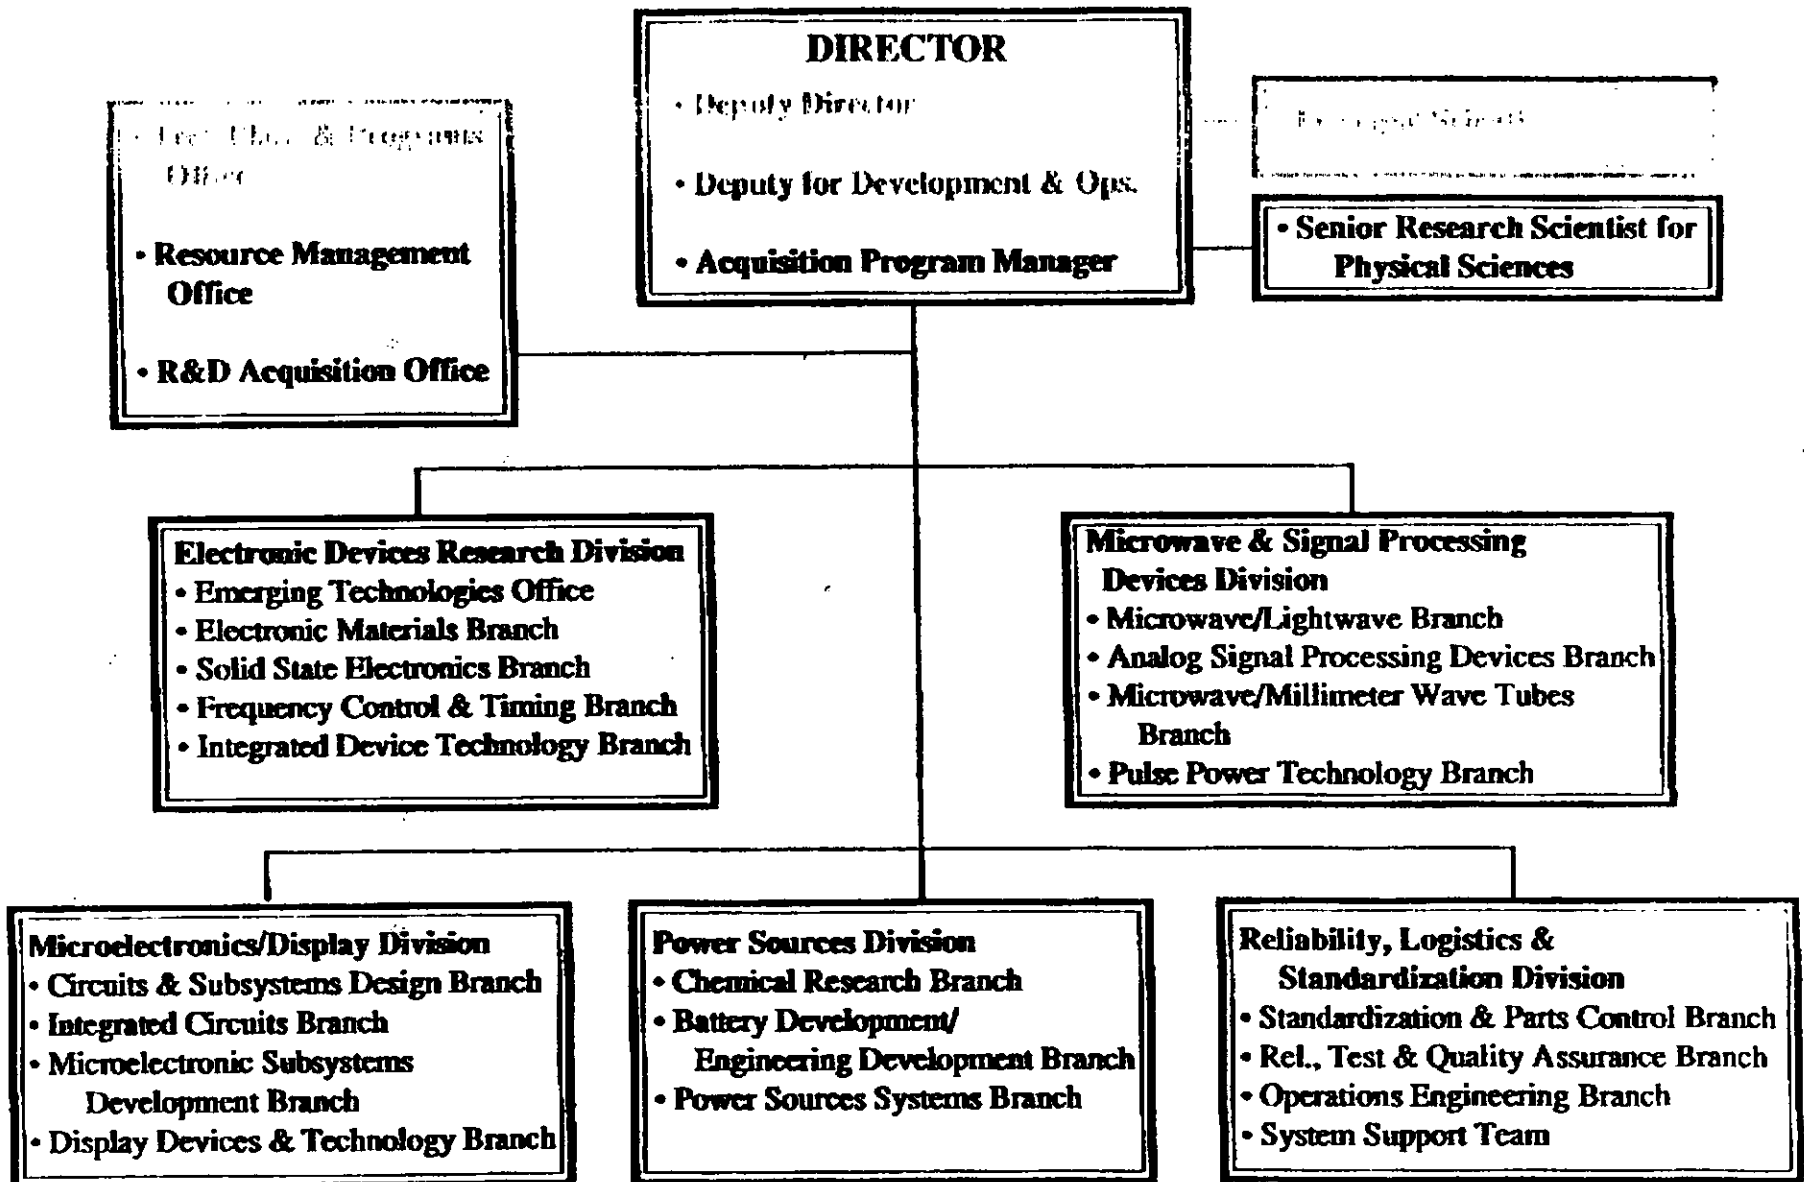 DIRECTOR
• Deputy Director
• Deputy for Development & Ops.
• Acquisition Program Manager
& Programs
Office
• Resource Management
Office
• R&D Acquisition Office
• Senior Research Scientist for
Physical Sciences
Electronic Devices Research Division
• Emerging Technologies Office
• Electronic Materials Branch
• Solid State Electronics Branch
• Frequency Control & Timing Branch
• Integrated Device Technology Branch
Microwave & Signal Processing
Devices Division
• Microwave/Lightwave Branch
• Analog Signal Processing Devices Branch
• Microwave/Millimeter Wave Tubes
Branch
• Pulse Power Technology Branch
Microelectronics/Display Division
• Circuits & Subsystems Design Branch
• Integrated Circuits Branch
• Microelectronic Subsystems
Development Branch
• Display Devices & Technology Branch
Power Sources Division
• Chemical Research Branch
• Battery Development/
Engineering Development Branch
• Power Sources Systems Branch
Reliability, Logistics &
Standardization Division
• Standardization & Parts Control Branch
• Rel., Test & Quality Assurance Branch
• Operations Engineering Branch
• System Support Team